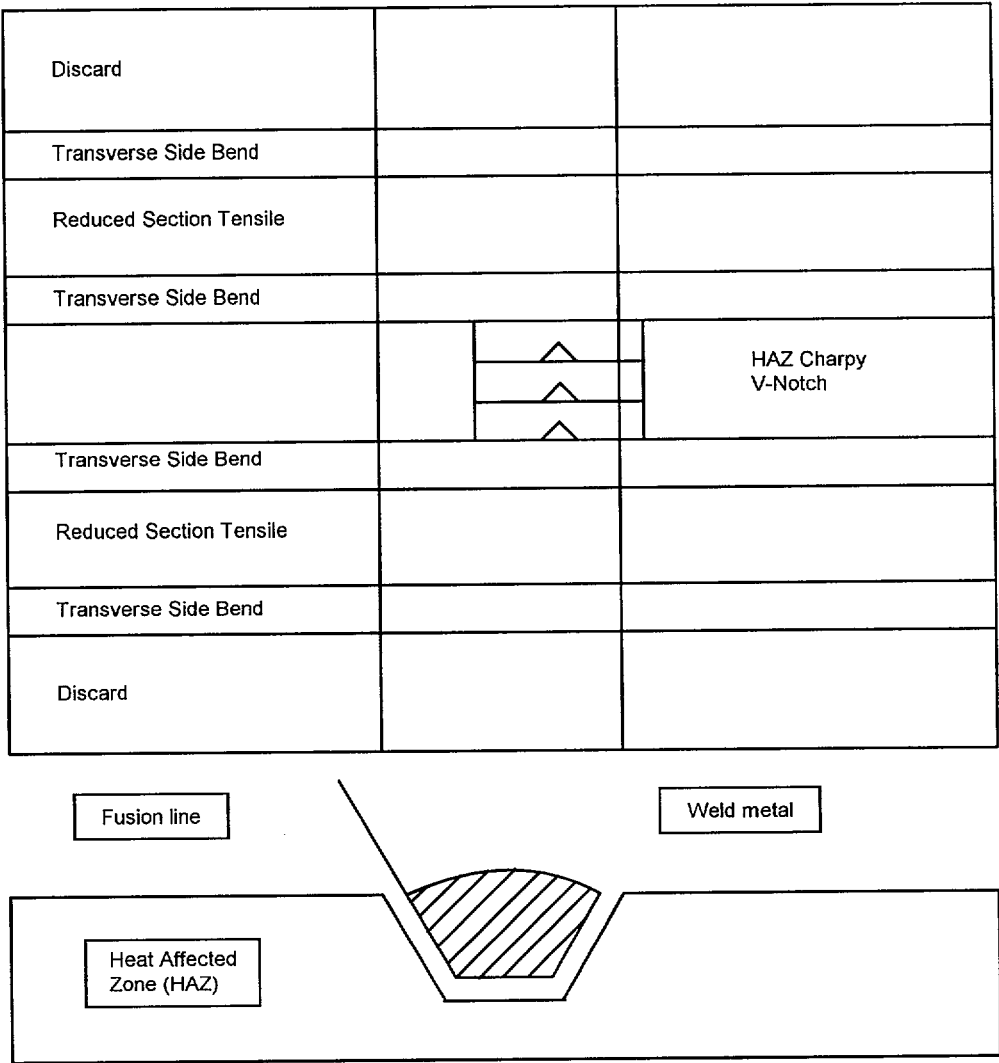 Discard
Transverse Side Bend
Reduced Section Tensile
Transverse Side Bend
HAZ Charpy
V-Notch
Transverse Side Bend
Reduced Section Tensile
Transverse Side Bend
Discard
Fusion line
Weld metal
Heat Affected
Zone (HAZ)